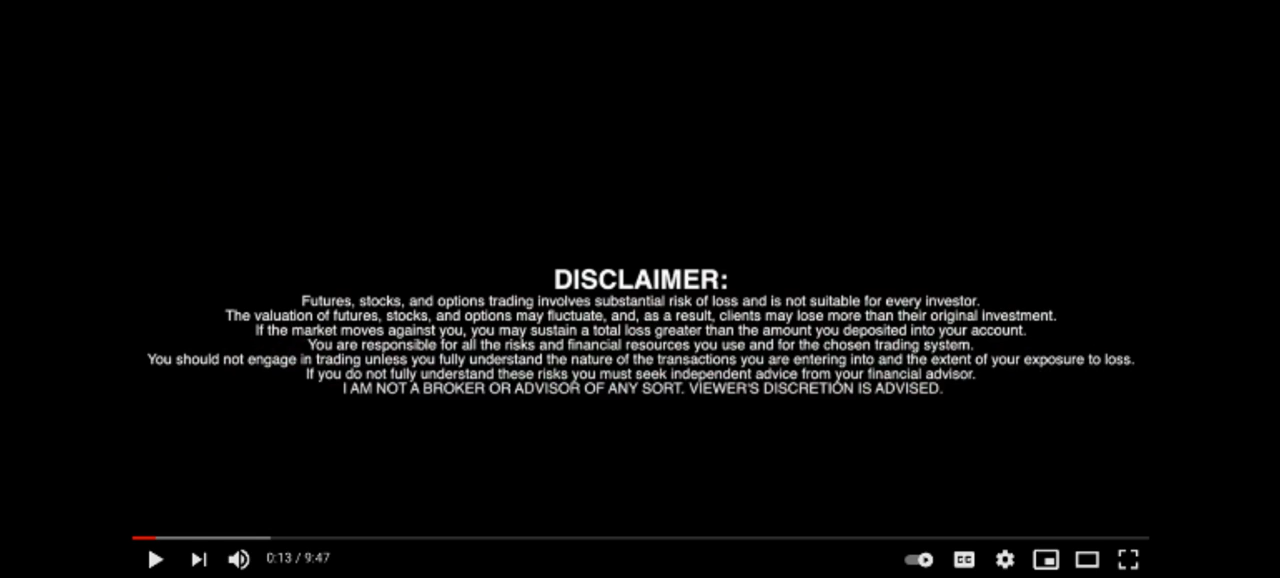 DISCLAIMER:
Futures, stocks, and options trading involves substantial risk of loss and is not suitable for every investor.
The valuation of futures, stocks, and options may fluctuate, and, as a result, clients may lose more than their original investment.
If the market moves against you, you may sustain a total loss greater than the amount you deposited into your account.
You are responsible for all the risks and financial resources you use and for the chosen trading system.
You should not engage in trading unless you fully understand the nature of the transactions you are entering into and the extent of your exposure to loss.
If you do not fully understand these risks you must seek independent advice from your financial advisor.
I AM NOT A BROKER OR ADVISOR OF ANY SORT. VIEWER'S DISCRETION IS ADVISED.
0:13 / 9:47
CC